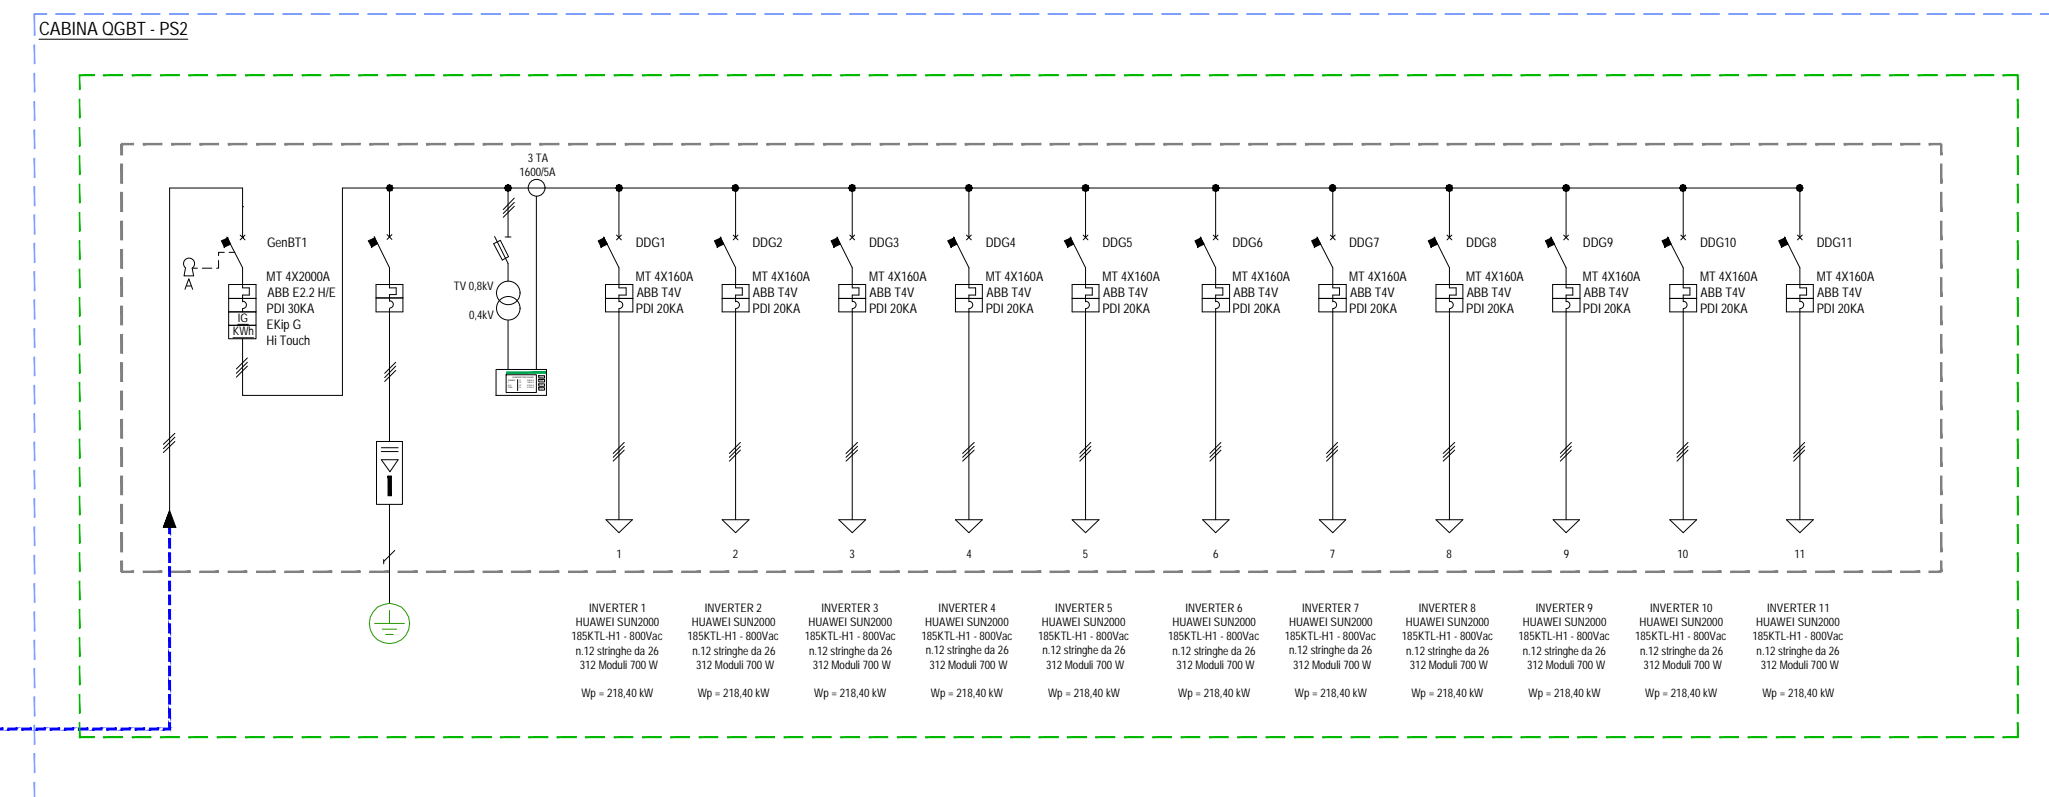 CABINA QGBT - PS2
3 TA
1600/5A
GenBT1
MT 4X2000A
ABB E2.2 H/E
PDI 30KA
EKip G
Hi Touch
A
IG
KWh
TV 0,8kV
0,4kV
DDG1
MT 4X160A
ABB T4V
PDI 20KA
DDG2
MT 4X160A
ABB T4V
PDI 20KA
DDG3
MT 4X160A
ABB T4V
PDI 20KA
DDG4
MT 4X160A
ABB T4V
PDI 20KA
DDG5
MT 4X160A
ABB T4V
PDI 20KA
DDG6
MT 4X160A
ABB T4V
PDI 20KA
DDG7
MT 4X160A
ABB T4V
PDI 20KA
DDG8
MT 4X160A
ABB T4V
PDI 20KA
DDG9
MT 4X160A
ABB T4V
PDI 20KA
DDG10
MT 4X160A
ABB T4V
PDI 20KA
DDG11
MT 4X160A
ABB T4V
PDI 20KA
1
2
3
4
5
6
7
8
9
10
11
INVERTER 1
HUAWEI SUN2000
185KTL-H1 - 800Vac
n.12 stringhe da 26
312 Moduli 700 W
Wp = 218,40 kW
INVERTER 2
HUAWEI SUN2000
185KTL-H1 - 800Vac
n.12 stringhe da 26
312 Moduli 700 W
Wp = 218,40 kW
INVERTER 3
HUAWEI SUN2000
185KTL-H1 - 800Vac
n.12 stringhe da 26
312 Moduli 700 W
Wp = 218,40 kW
INVERTER 4
HUAWEI SUN2000
185KTL-H1 - 800Vac
n.12 stringhe da 26
312 Moduli 700 W
Wp = 218,40 kW
INVERTER 5
HUAWEI SUN2000
185KTL-H1 - 800Vac
n.12 stringhe da 26
312 Moduli 700 W
Wp = 218,40 kW
INVERTER 6
HUAWEI SUN2000
185KTL-H1 - 800Vac
n.12 stringhe da 26
312 Moduli 700 W
Wp = 218,40 kW
INVERTER 7
HUAWEI SUN2000
185KTL-H1 - 800Vac
n.12 stringhe da 26
312 Moduli 700 W
Wp = 218,40 kW
INVERTER 8
HUAWEI SUN2000
185KTL-H1 - 800Vac
n.12 stringhe da 26
312 Moduli 700 W
Wp = 218,40 kW
INVERTER 9
HUAWEI SUN2000
185KTL-H1 - 800Vac
n.12 stringhe da 26
312 Moduli 700 W
Wp = 218,40 kW
INVERTER 10
HUAWEI SUN2000
185KTL-H1 - 800Vac
n.12 stringhe da 26
312 Moduli 700 W
Wp = 218,40 kW
INVERTER 11
HUAWEI SUN2000
185KTL-H1 - 800Vac
n.12 stringhe da 26
312 Moduli 700 W
Wp = 218,40 kW